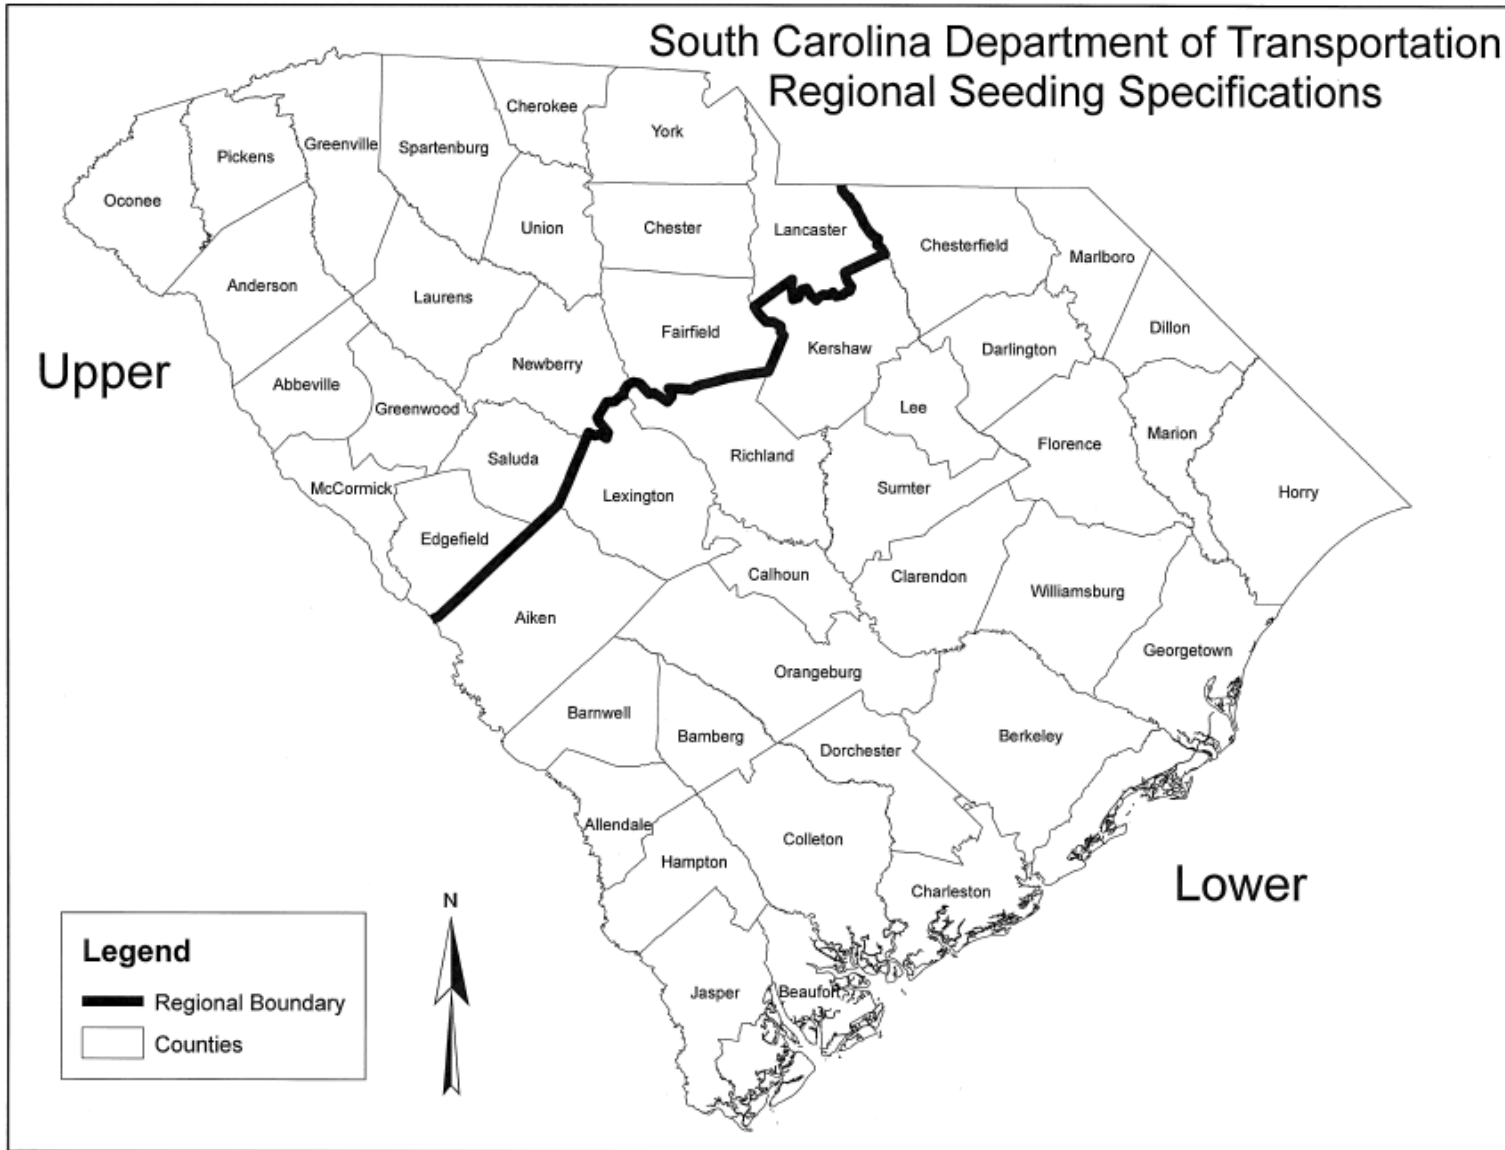 South Carolina Department of Transportation
Regional Seeding Specifications
Cherokee
York
Greenville
Spartenburg
Pickens
Oconee
Union
Chester
Lancaster
Chesterfield
Marlboro
Anderson
Laurens
Fairfield
Dillon
Upper
Newberry
Kershaw
Darlington
Abbeville
Greenwood
Lee
Marion
Florence
Saluda
Richland
McCormick
Lexington
Sumter
Horry
Edgefield
Calhoun
Clarendon
Williamsburg
Aiken
Georgetown
Orangeburg
Barnwell
Bamberg
Dorchester
Berkeley
Allendale
Colleton
Hampton
Charleston
Lower
N
Legend
Regional Boundary
Counties
Jasper
Beaufort